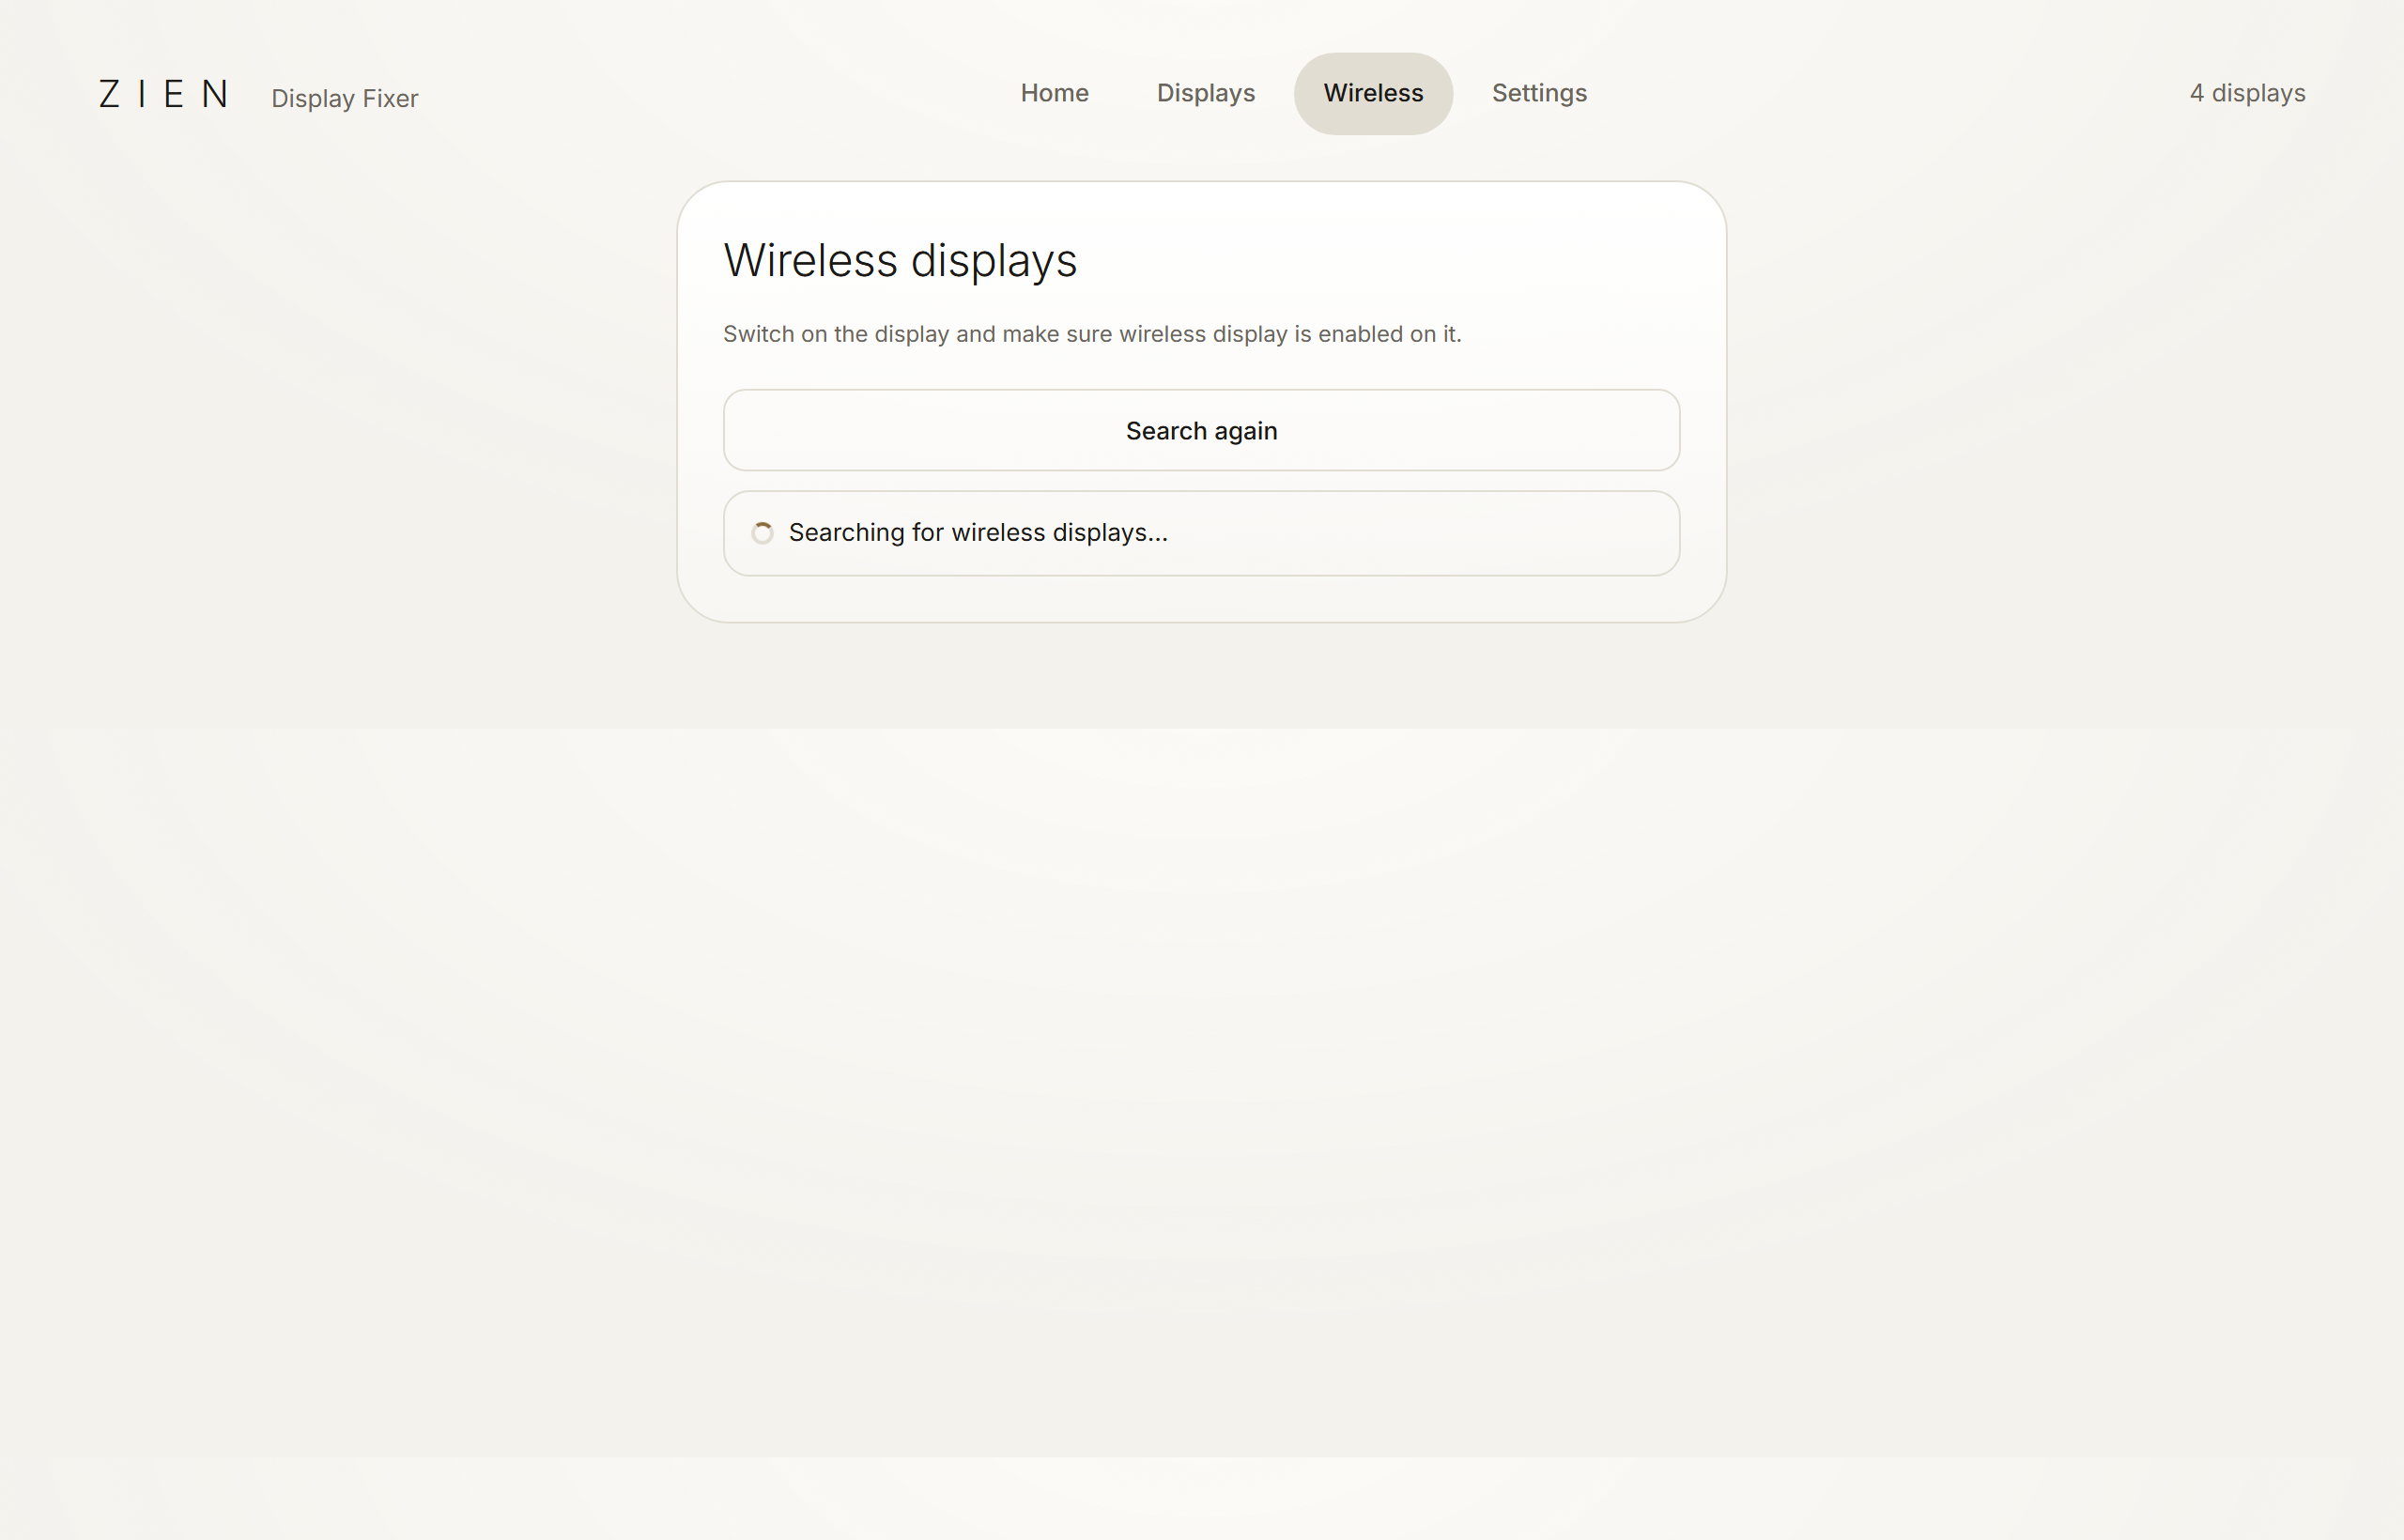 ZIEN Display Fixer
Home Displays Wireless Settings
4 displays
Wireless displays
Switch on the display and make sure wireless display is enabled on it.
Search again
Searching for wireless displays...